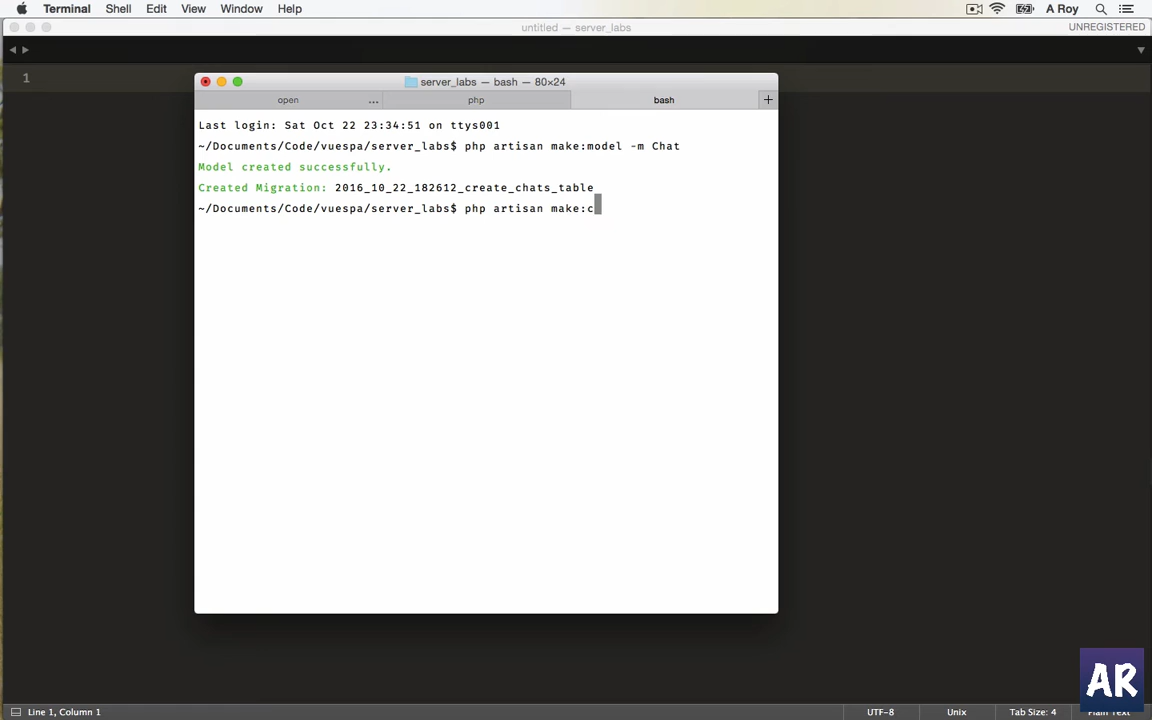 Terminal Shell Edit View Window Help A Roy
untitled — server_labs UNREGISTERED
1
server_labs — bash — 80×24
open ... php bash +
Last login: Sat Oct 22 23:34:51 on ttys001
~/Documents/Code/vuespa/server_labs$ php artisan make:model -m Chat
Model created successfully.
Created Migration: 2016_10_22_182612_create_chats_table
~/Documents/Code/vuespa/server_labs$ php artisan make:c
AR
Line 1, Column 1 UTF-8 Unix Tab Size: 4 Plain Text